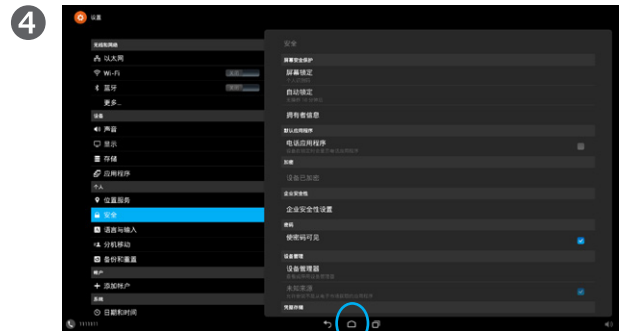 4
设置
无线和网络
以太网
Wi-Fi
蓝牙
更多...
设备
声音
显示
存储
应用程序
个人
位置服务
安全
语言与输入
分机移动
备份和重置
帐户
添加帐户
系统
日期和时间
安全
屏幕安全保护
屏幕锁定
自动锁定
拥有者信息
默认应用程序
电话应用程序
加密
设备已加密
企业安全性
企业安全性设置
密码
使密码可见
设备管理
设备管理器
未知来源
凭据存储